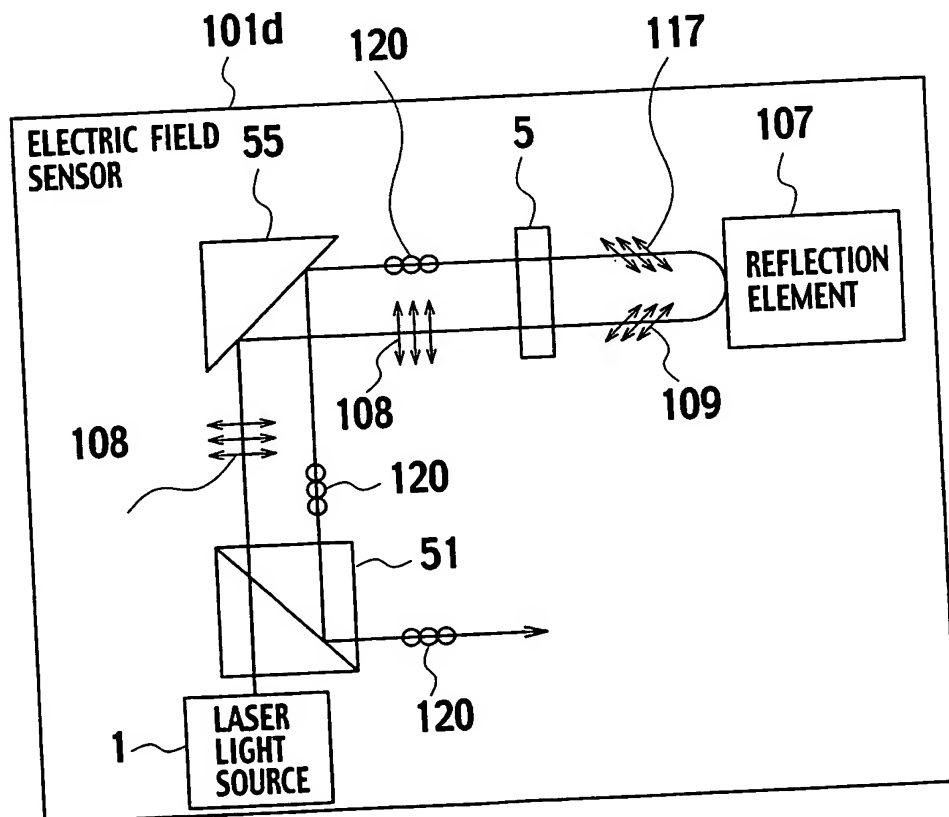 101d
120
117
ELECTRIC FIELD
SENSOR
55
5
107
REFLECTION
ELEMENT
108
108
109
120
51
120
1
LASER
LIGHT
SOURCE